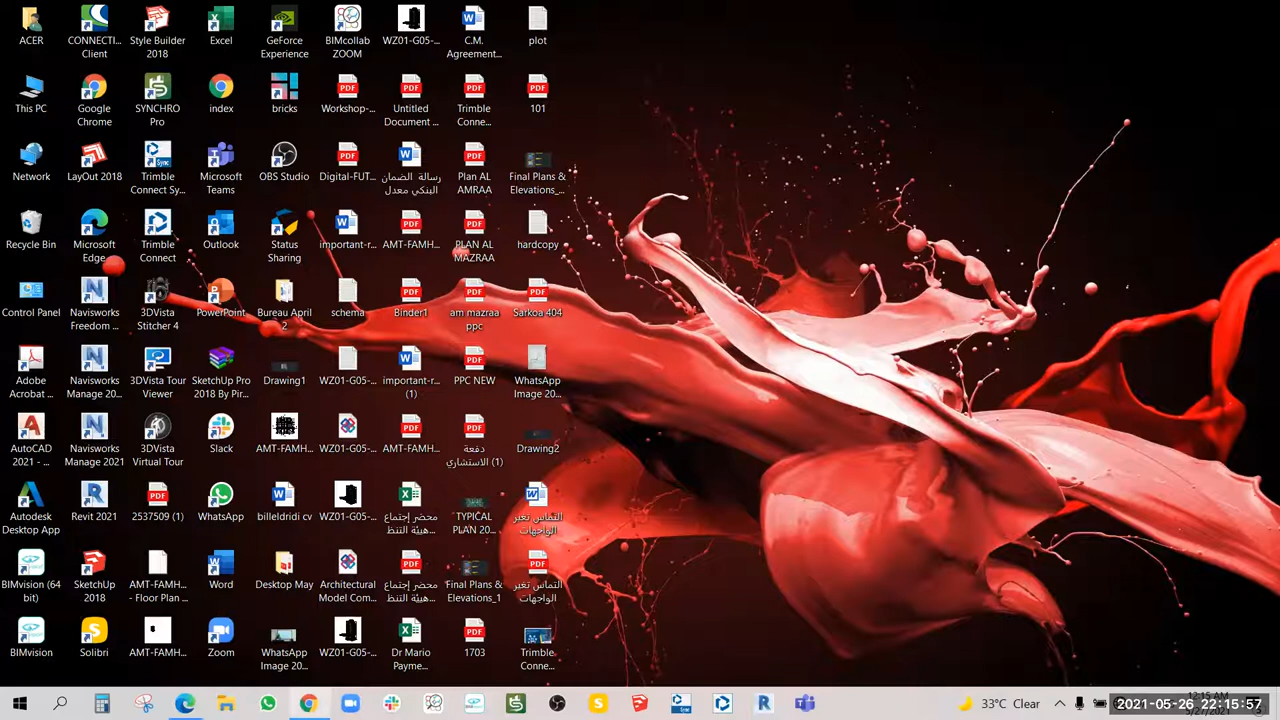 ACER
CONNECTI...
Client
Style Builder
2018
Excel
GeForce
Experience
BIMcollab
ZOOM
WZ01-G05-...
C.M.
Agreement...
plot
This PC
Google
Chrome
SYNCHRO
Pro
index
bricks
Workshop-...
Untitled
Document ...
Trimble
Conne...
101
Network
LayOut 2018
Trimble
Connect Sy...
Microsoft
Teams
OBS Studio
Digital-FUT...
رسالة الضمان
البنكي معدل
Plan AL
AMRAA
Final Plans &
Elevations_...
Recycle Bin
Microsoft
Edge
Trimble
Connect
Outlook
Status
Sharing
important-r...
AMT-FAMH...
PLAN AL
MAZRAA
hardcopy
Control Panel
Navisworks
Freedom ...
3DVista
Stitcher 4
PowerPoint
Bureau April
2
schema
Binder1
am mazraa
ppc
Sarkoa 404
Adobe
Acrobat ...
Navisworks
Manage 20...
3DVista Tour
Viewer
SketchUp Pro
2018 By Pir...
Drawing1
WZ01-G05-...
important-r...
(1)
PPC NEW
WhatsApp
Image 20...
AutoCAD
2021 - ...
Navisworks
Manage 2021
3DVista
Virtual Tour
Slack
AMT-FAMH...
WZ01-G05-...
AMT-FAMH...
دفعة
الاستشاري (1)
Drawing2
Autodesk
Desktop App
Revit 2021
2537509 (1)
WhatsApp
billeldridi cv
WZ01-G05-...
محضر إجتماع
هيئة التنظ...
TYPICAL
PLAN 20...
التماس تغير
الواجهات
BIMvision (64
bit)
SketchUp
2018
AMT-FAMH...
- Floor Plan ...
Word
Desktop May
Architectural
Model Com...
محضر إجتماع
هيئة التنظ...
Final Plans &
Elevations_1
التماس تغير
الواجهات
BIMvision
Solibri
AMT-FAMH...
Zoom
WhatsApp
Image 20...
WZ01-G05-...
Dr Mario
Payme...
1703
Trimble
Conne...
33°C Clear
12:15 AM
2021-05-26 22:15:57